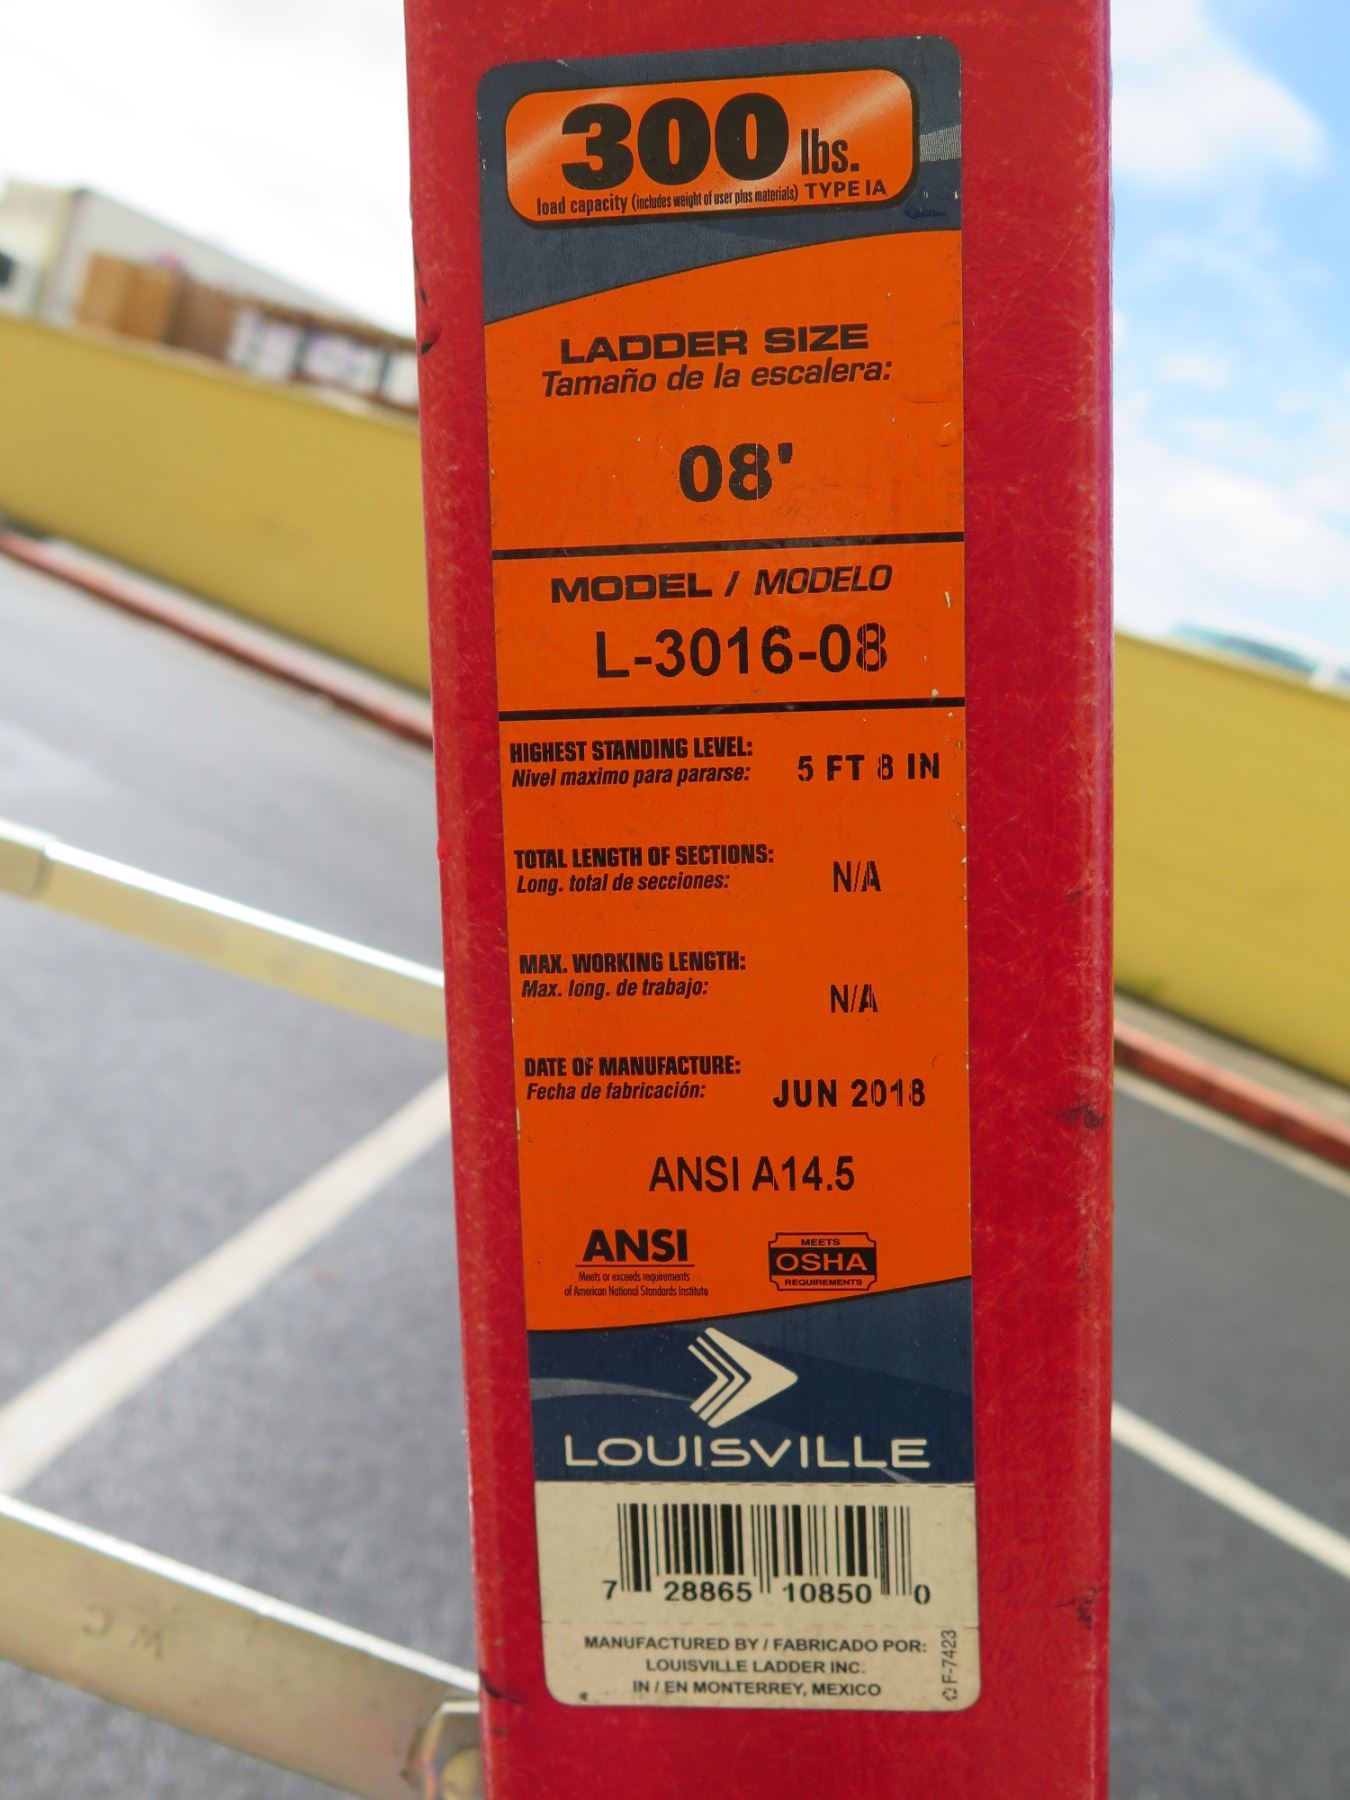 300 lbs.
load capacity (includes weight of user plus materials) TYPE IA
LADDER SIZE
Tamaño de la escalera:
08'
MODEL / MODELO
L-3016-08
HIGHEST STANDING LEVEL:
Nivel maximo para pararse:
5 FT 8 IN
TOTAL LENGTH OF SECTIONS:
Long. total de secciones:
N/A
MAX. WORKING LENGTH:
Max. long. de trabajo:
N/A
DATE OF MANUFACTURE:
Fecha de fabricación:
JUN 2018
ANSI A14.5
ANSI
Meets or exceeds requirements
of American National Standards Institute
MEETS
OSHA
REQUIREMENTS
LOUISVILLE
7 28865 10850 0
MANUFACTURED BY / FABRICADO POR:
LOUISVILLE LADDER INC.
IN / EN MONTERREY, MEXICO
F-7423